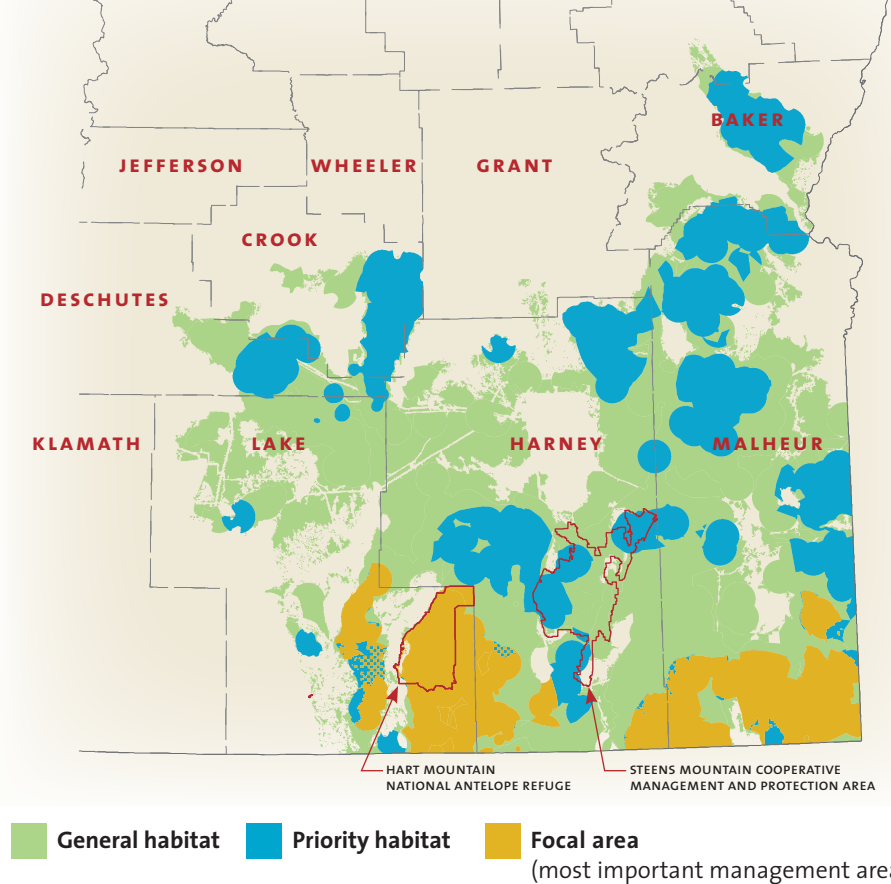 BAKER
JEFFERSON
WHEELER
GRANT
CROOK
DESCHUTES
KLAMATH
LAKE
HARNEY
MALHEUR
HART MOUNTAIN
NATIONAL ANTELOPE REFUGE
STEENS MOUNTAIN COOPERATIVE
MANAGEMENT AND PROTECTION AREA
General habitat
Priority habitat
Focal area
(most important management